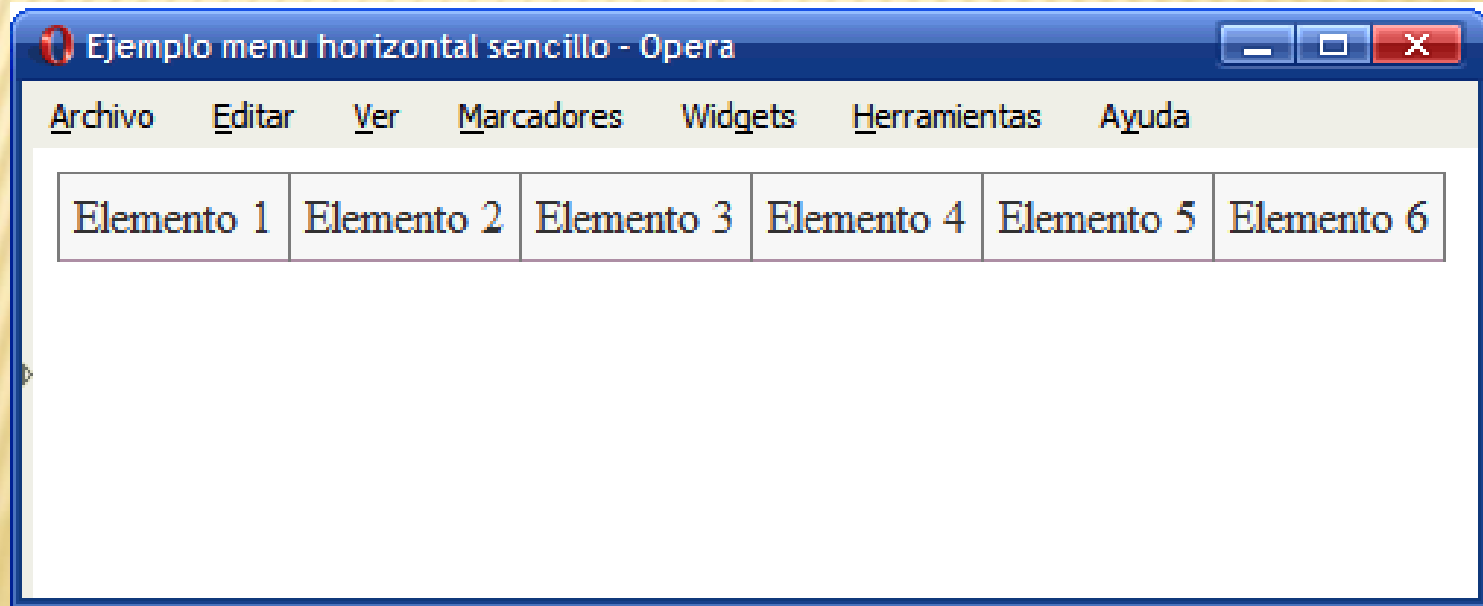 Ejemplo menu horizontal sencillo - Opera
Archivo Editar Ver Marcadores Widgets Herramientas Ayuda
Elemento 1 Elemento 2 Elemento 3 Elemento 4 Elemento 5 Elemento 6